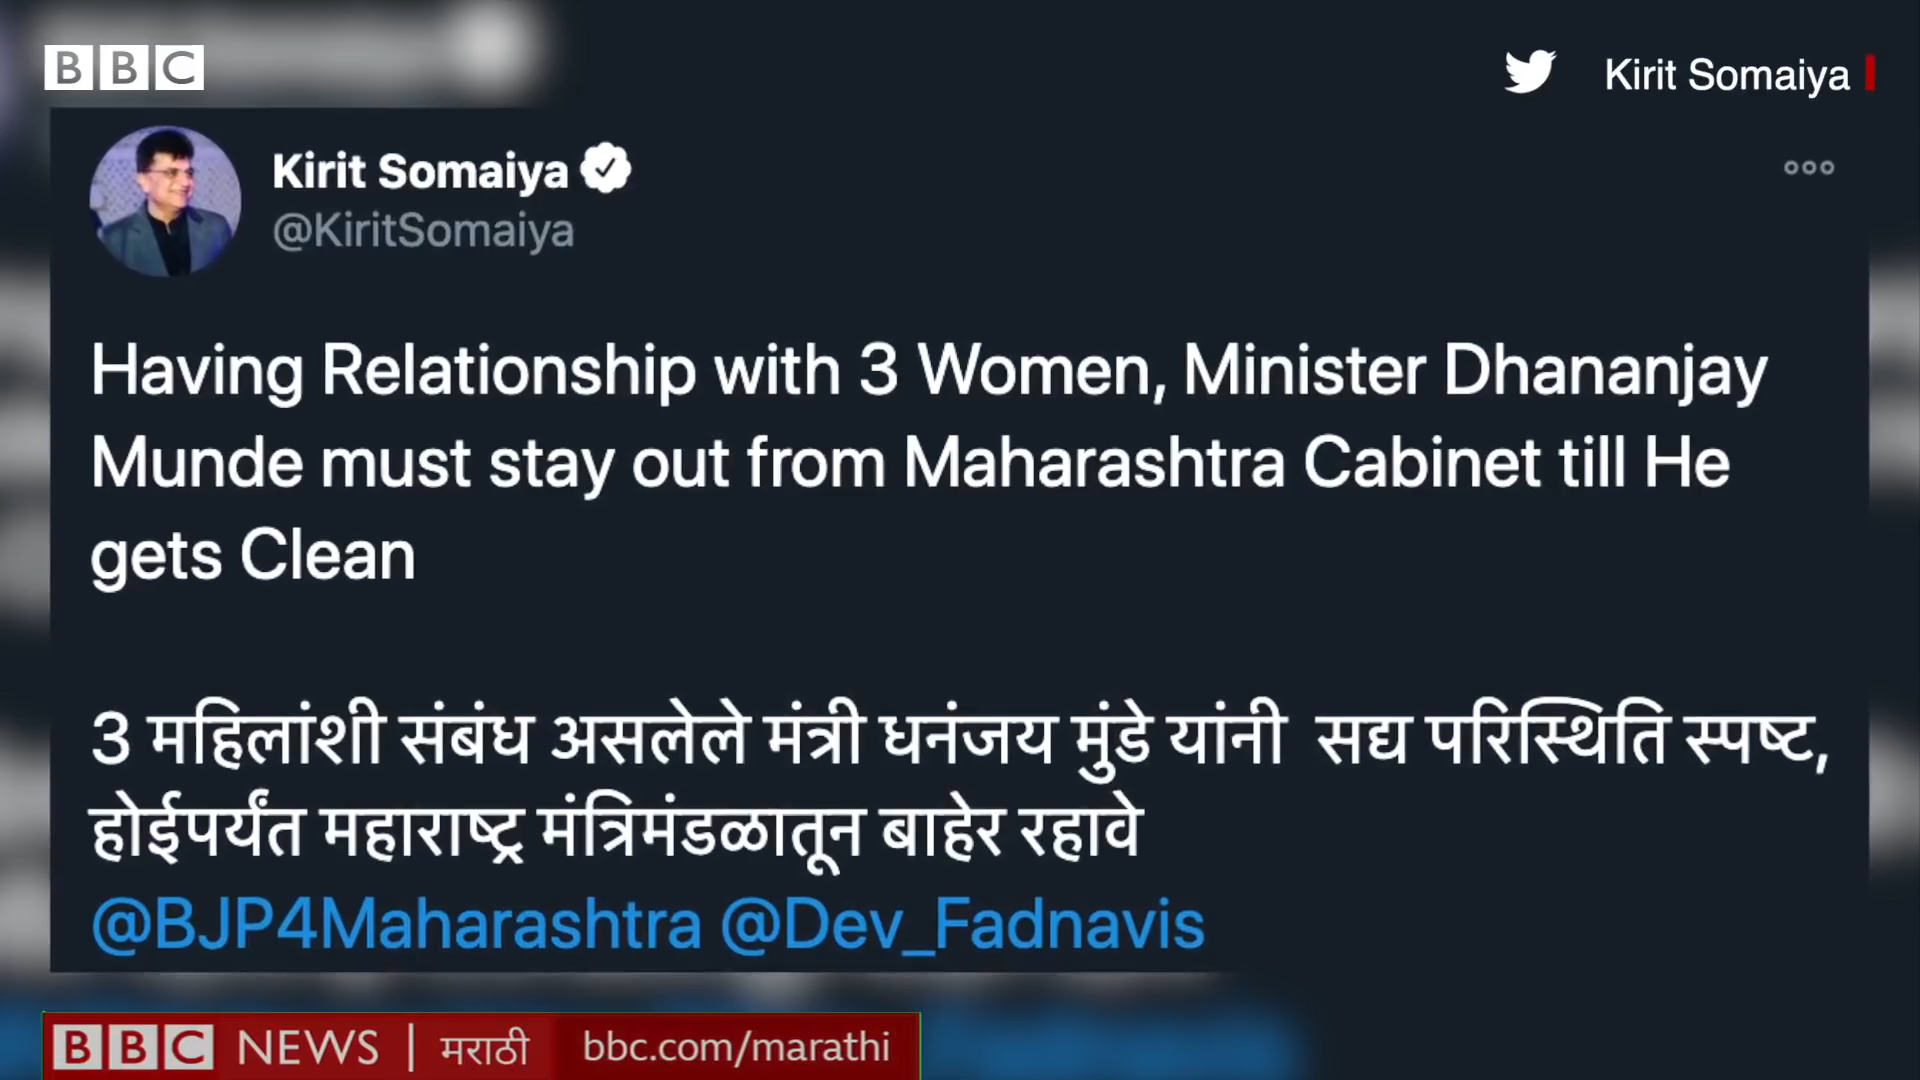 BBC
Kirit Somaiya
Kirit Somaiya
@KiritSomaiya
Having Relationship with 3 Women, Minister Dhananjay
Munde must stay out from Maharashtra Cabinet till He
gets Clean
3 महिलांशी संबंध असलेले मंत्री धनंजय मुंडे यांनी सद्य परिस्थिति स्पष्ट,
होईपर्यंत महाराष्ट्र मंत्रिमंडळातून बाहेर रहावे
@BJP4Maharashtra @Dev_Fadnavis
BBC NEWS | मराठी bbc.com/marathi